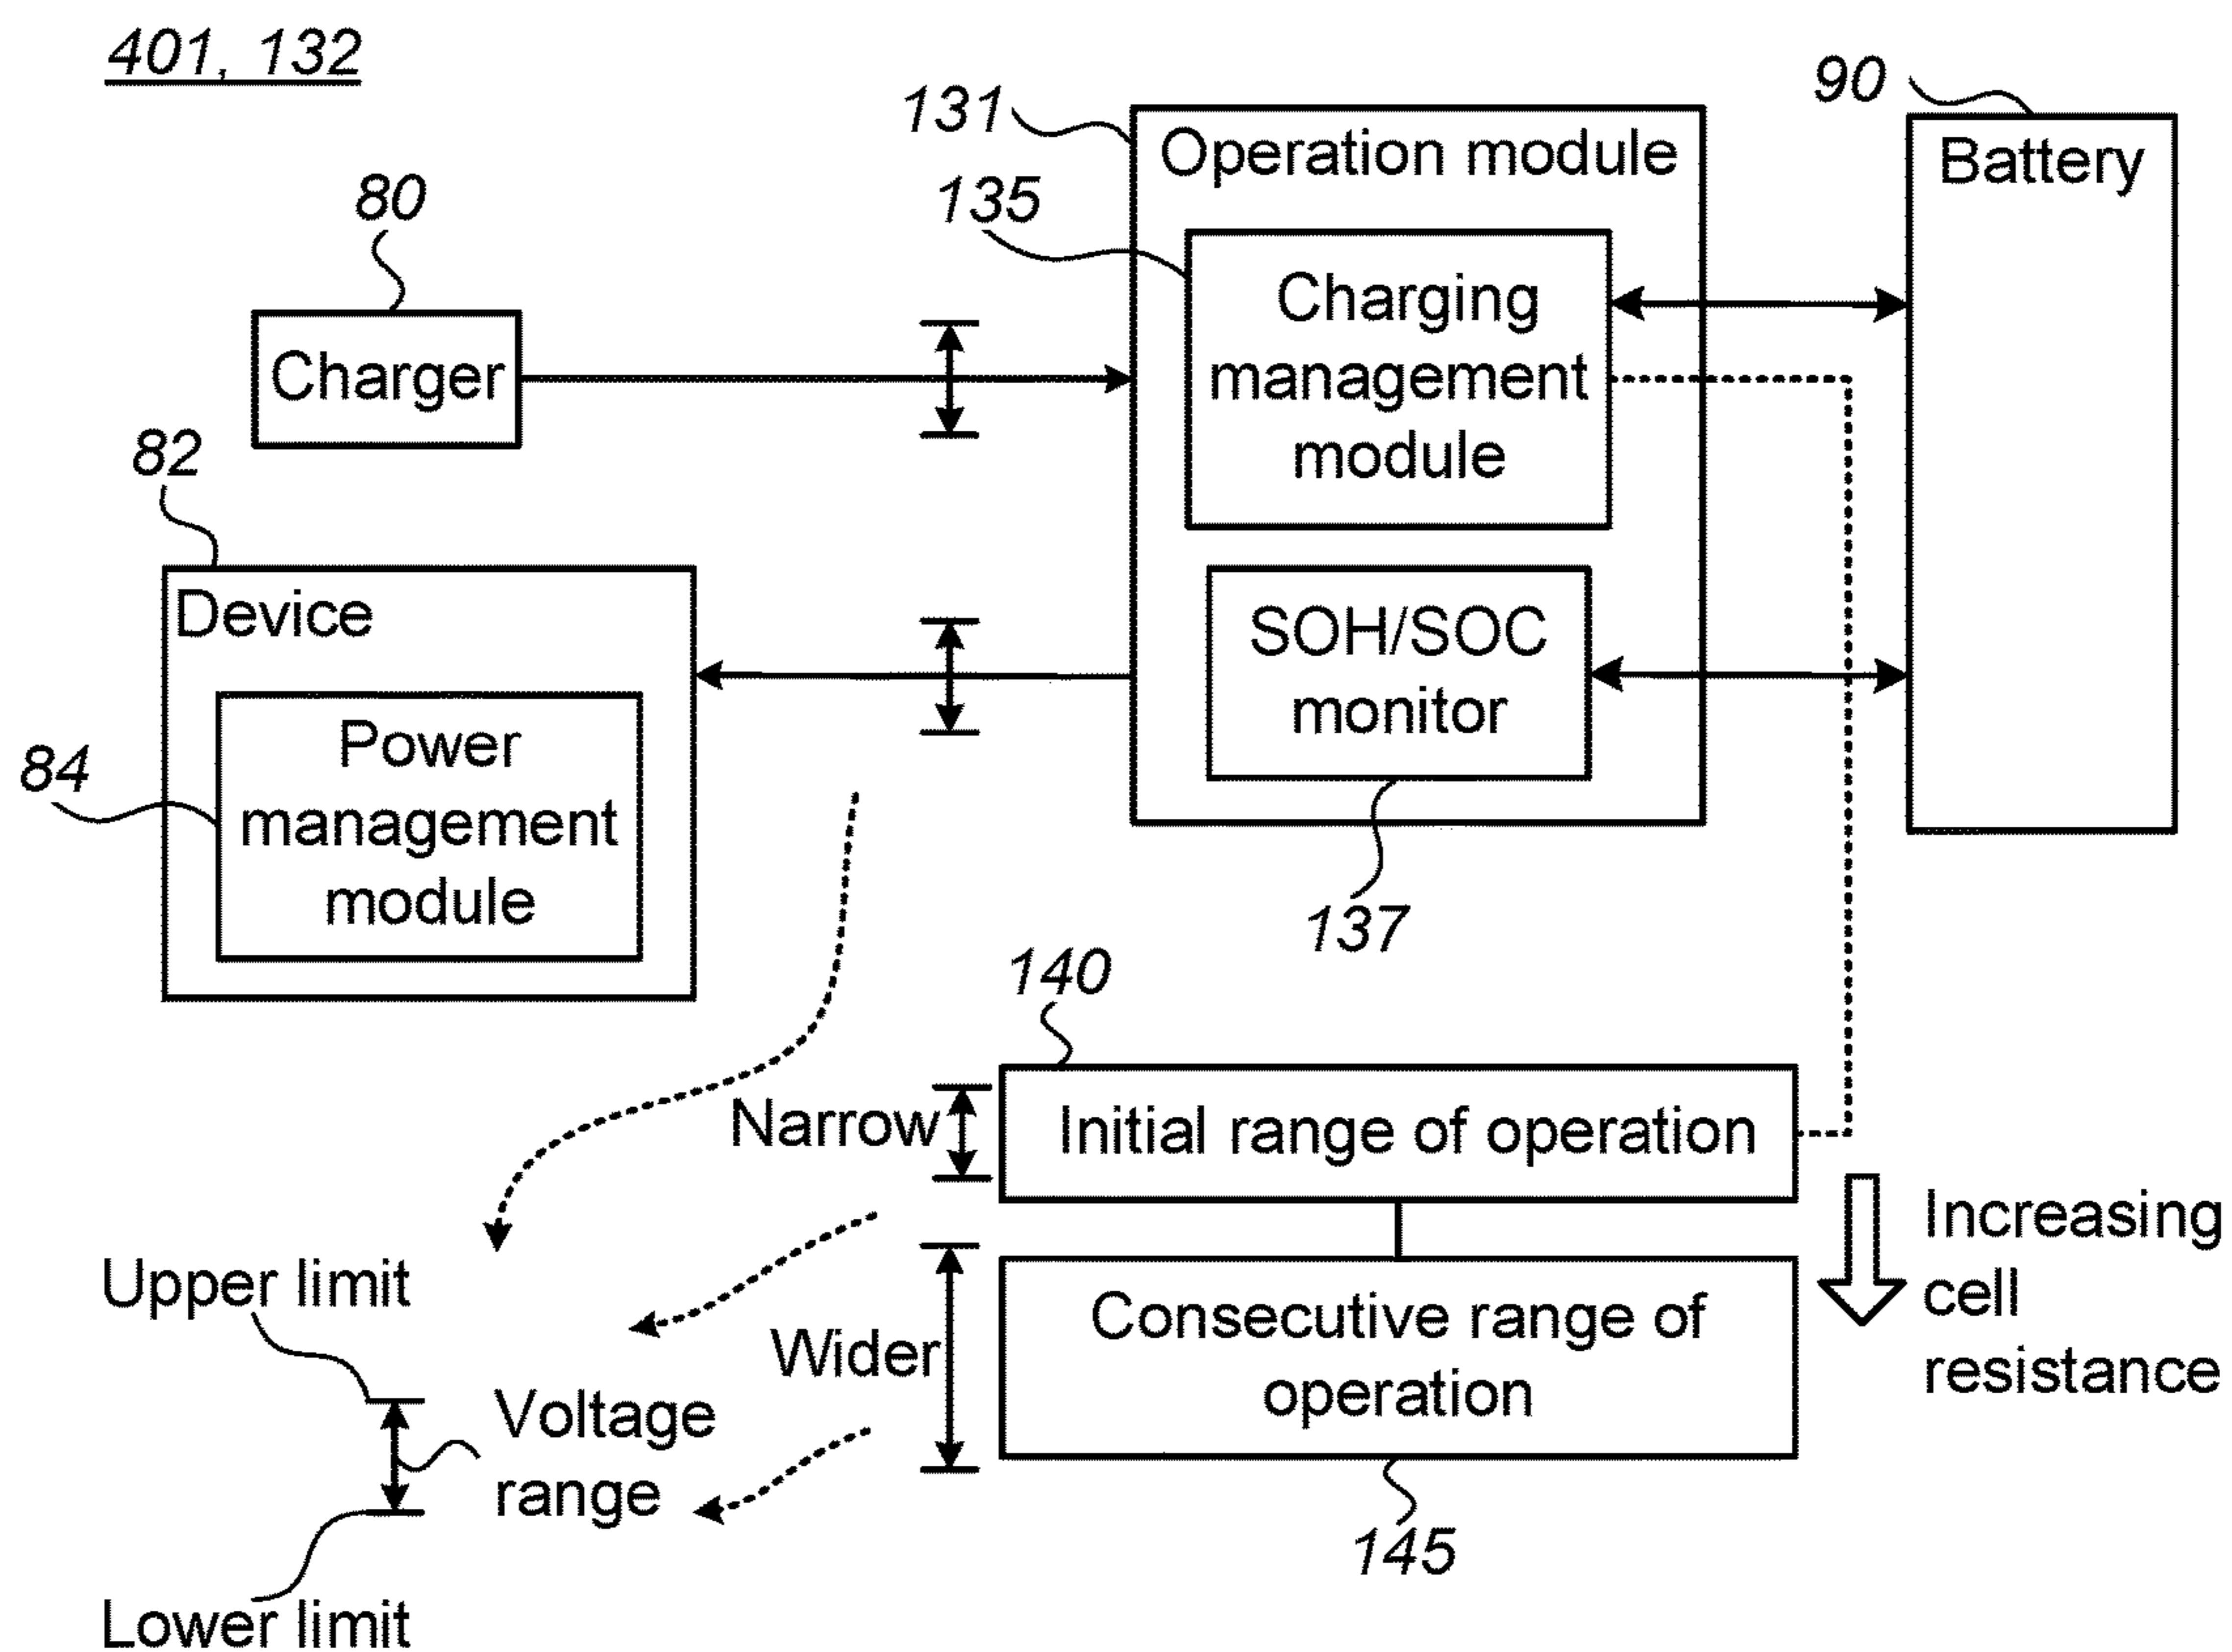 401, 132
90
131
Operation module
Battery
135
80
Charging
management
module
Charger
82
Device
SOH/SOC
monitor
Power
management
module
84
137
140
Narrow
Initial range of operation
Increasing
cell
resistance
Upper limit
Wider
Consecutive range of
operation
Voltage
range
145
Lower limit